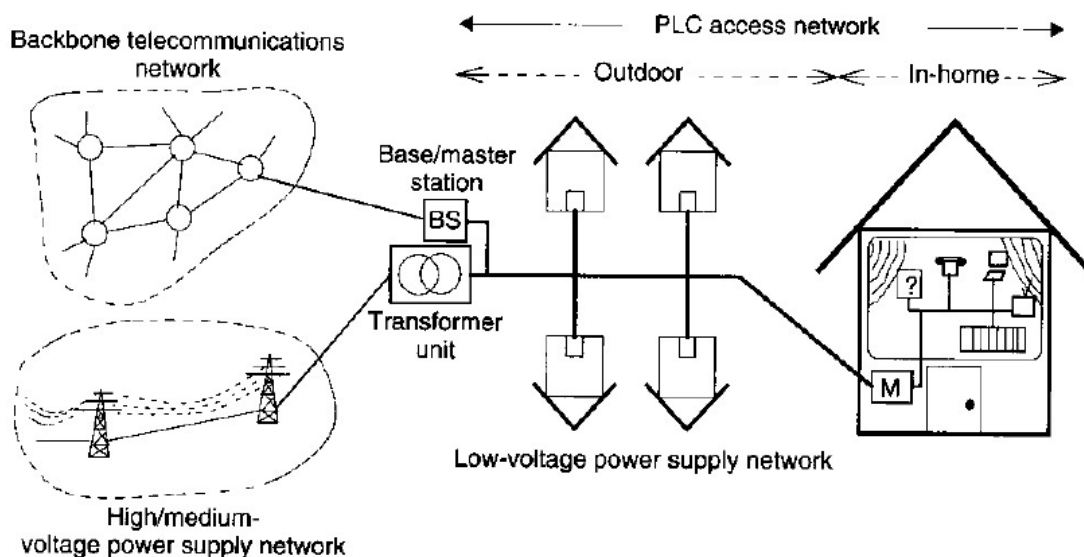 Backbone telecommunications
network
PLC access network
Outdoor
In-home
Base/master
station
BS
Transformer
unit
?
M
Low-voltage power supply network
High/medium-
voltage power supply network